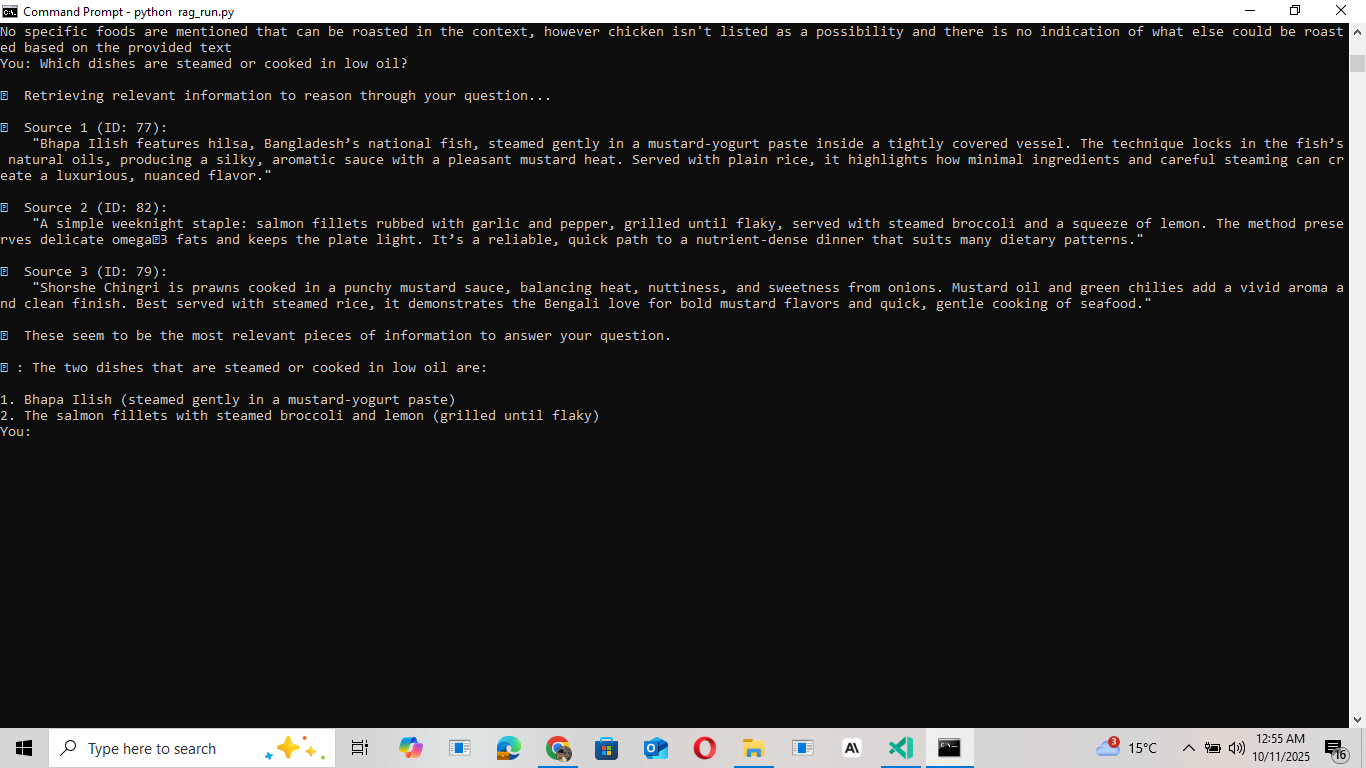 Command Prompt - python  rag_run.py
No specific foods are mentioned that can be roasted in the context, however chicken isn't listed as a possibility and there is no indication of what else could be roast
ed based on the provided text
You: Which dishes are steamed or cooked in low oil?
Retrieving relevant information to reason through your question...
Source 1 (ID: 77):
"Bhapa Ilish features hilsa, Bangladesh’s national fish, steamed gently in a mustard-yogurt paste inside a tightly covered vessel. The technique locks in the fish’s
natural oils, producing a silky, aromatic sauce with a pleasant mustard heat. Served with plain rice, it highlights how minimal ingredients and careful steaming can cr
eate a luxurious, nuanced flavor."
Source 2 (ID: 82):
"A simple weeknight staple: salmon fillets rubbed with garlic and pepper, grilled until flaky, served with steamed broccoli and a squeeze of lemon. The method prese
rves delicate omega⍰3 fats and keeps the plate light. It’s a reliable, quick path to a nutrient-dense dinner that suits many dietary patterns."
Source 3 (ID: 79):
"Shorshe Chingri is prawns cooked in a punchy mustard sauce, balancing heat, nuttiness, and sweetness from onions. Mustard oil and green chilies add a vivid aroma a
nd clean finish. Best served with steamed rice, it demonstrates the Bengali love for bold mustard flavors and quick, gentle cooking of seafood."
These seem to be the most relevant pieces of information to answer your question.
: The two dishes that are steamed or cooked in low oil are:
1. Bhapa Ilish (steamed gently in a mustard-yogurt paste)
2. The salmon fillets with steamed broccoli and lemon (grilled until flaky)
You:
Type here to search
3
15°C
12:55 AM
10/11/2025
16